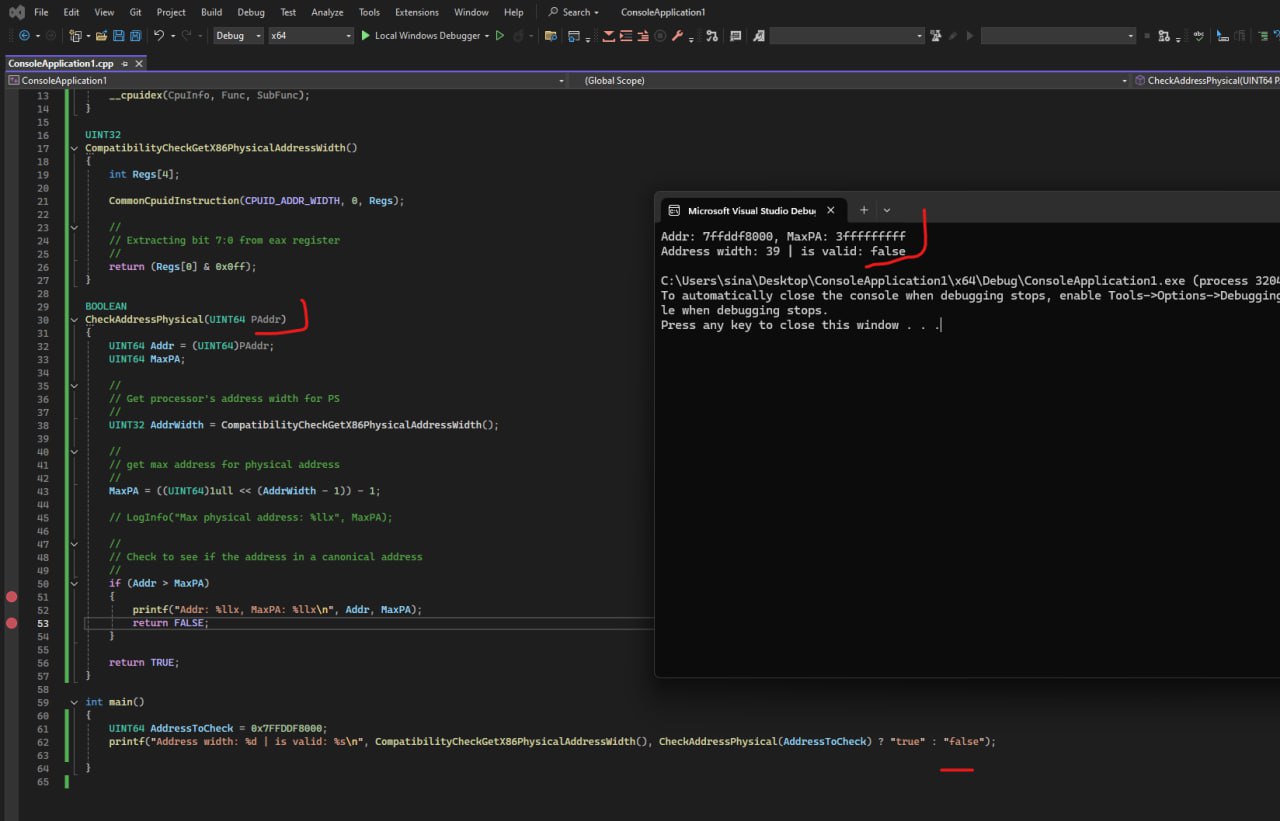 File Edit View Git Project Build Debug Test Analyze Tools Extensions Window Help Search ConsoleApplication1
Debug x64 Local Windows Debugger
ConsoleApplication1.cpp
ConsoleApplication1 (Global Scope) CheckAddressPhysical(UINT64 P
13 __cpuidex(CpuInfo, Func, SubFunc);
14 }
15
16 UINT32
17 CompatibilityCheckGetX86PhysicalAddressWidth()
18 {
19 int Regs[4];
20
21 CommonCpuidInstruction(CPUID_ADDR_WIDTH, 0, Regs);
22
23 //
24 // Extracting bit 7:0 from eax register
25 //
26 return (Regs[0] & 0x0ff);
27 }
28
29 BOOLEAN
30 CheckAddressPhysical(UINT64 PAddr)
31 {
32 UINT64 Addr = (UINT64)PAddr;
33 UINT64 MaxPA;
34
35 //
36 // Get processor's address width for PS
37 //
38 UINT32 AddrWidth = CompatibilityCheckGetX86PhysicalAddressWidth();
39
40 //
41 // get max address for physical address
42 //
43 MaxPA = ((UINT64)1ull << (AddrWidth - 1)) - 1;
44
45 // LogInfo("Max physical address: %llx", MaxPA);
46
47 //
48 // Check to see if the address in a canonical address
49 //
50 if (Addr > MaxPA)
51 {
52 printf("Addr: %llx, MaxPA: %llx\n", Addr, MaxPA);
53 return FALSE;
54 }
55
56 return TRUE;
57 }
58
59 int main()
60 {
61 UINT64 AddressToCheck = 0x7FFDDF8000;
62 printf("Address width: %d | is valid: %s\n", CompatibilityCheckGetX86PhysicalAddressWidth(), CheckAddressPhysical(AddressToCheck) ? "true" : "false");
63
64 }
65
Microsoft Visual Studio Debug
Addr: 7ffddf8000, MaxPA: 3fffffffff
Address width: 39 | is valid: false
C:\Users\sina\Desktop\ConsoleApplication1\x64\Debug\ConsoleApplication1.exe (process 3204
To automatically close the console when debugging stops, enable Tools->Options->Debugging
le when debugging stops.
Press any key to close this window . . .